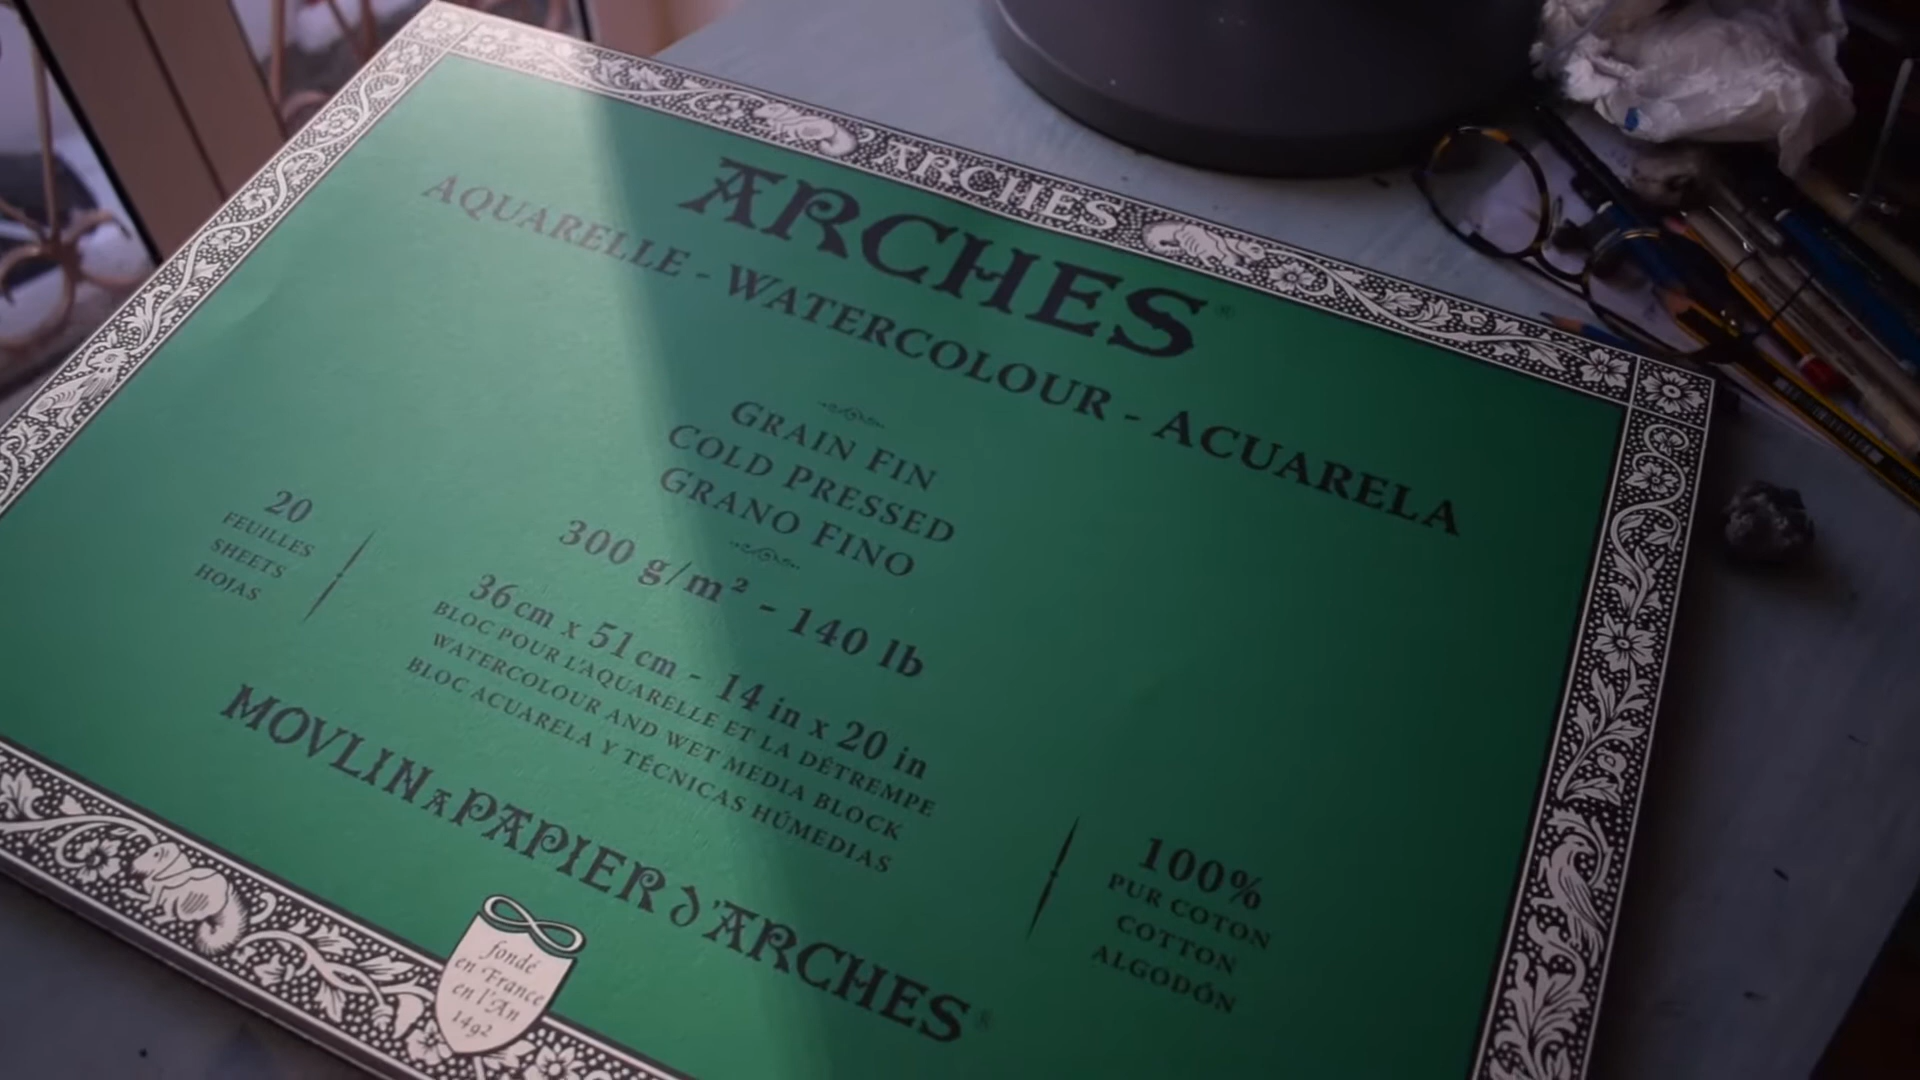 ARCHES
ARCHES®
AQUARELLE - WATERCOLOUR - ACUARELA
GRAIN FIN
COLD PRESSED
GRANO FINO
300 g/m² - 140 lb
36 cm x 51 cm - 14 in x 20 in
BLOC POUR L'AQUARELLE ET LA DÉTREMPE
WATERCOLOUR AND WET MEDIA BLOCK
BLOC ACUARELA Y TÉCNICAS HÚMEDIAS
20
FEUILLES
SHEETS
HOJAS
100%
PUR COTON
COTTON
ALGODÓN
MOVLIN A PAPIER d'ARCHES®
fondé
en France
en l'An
1492